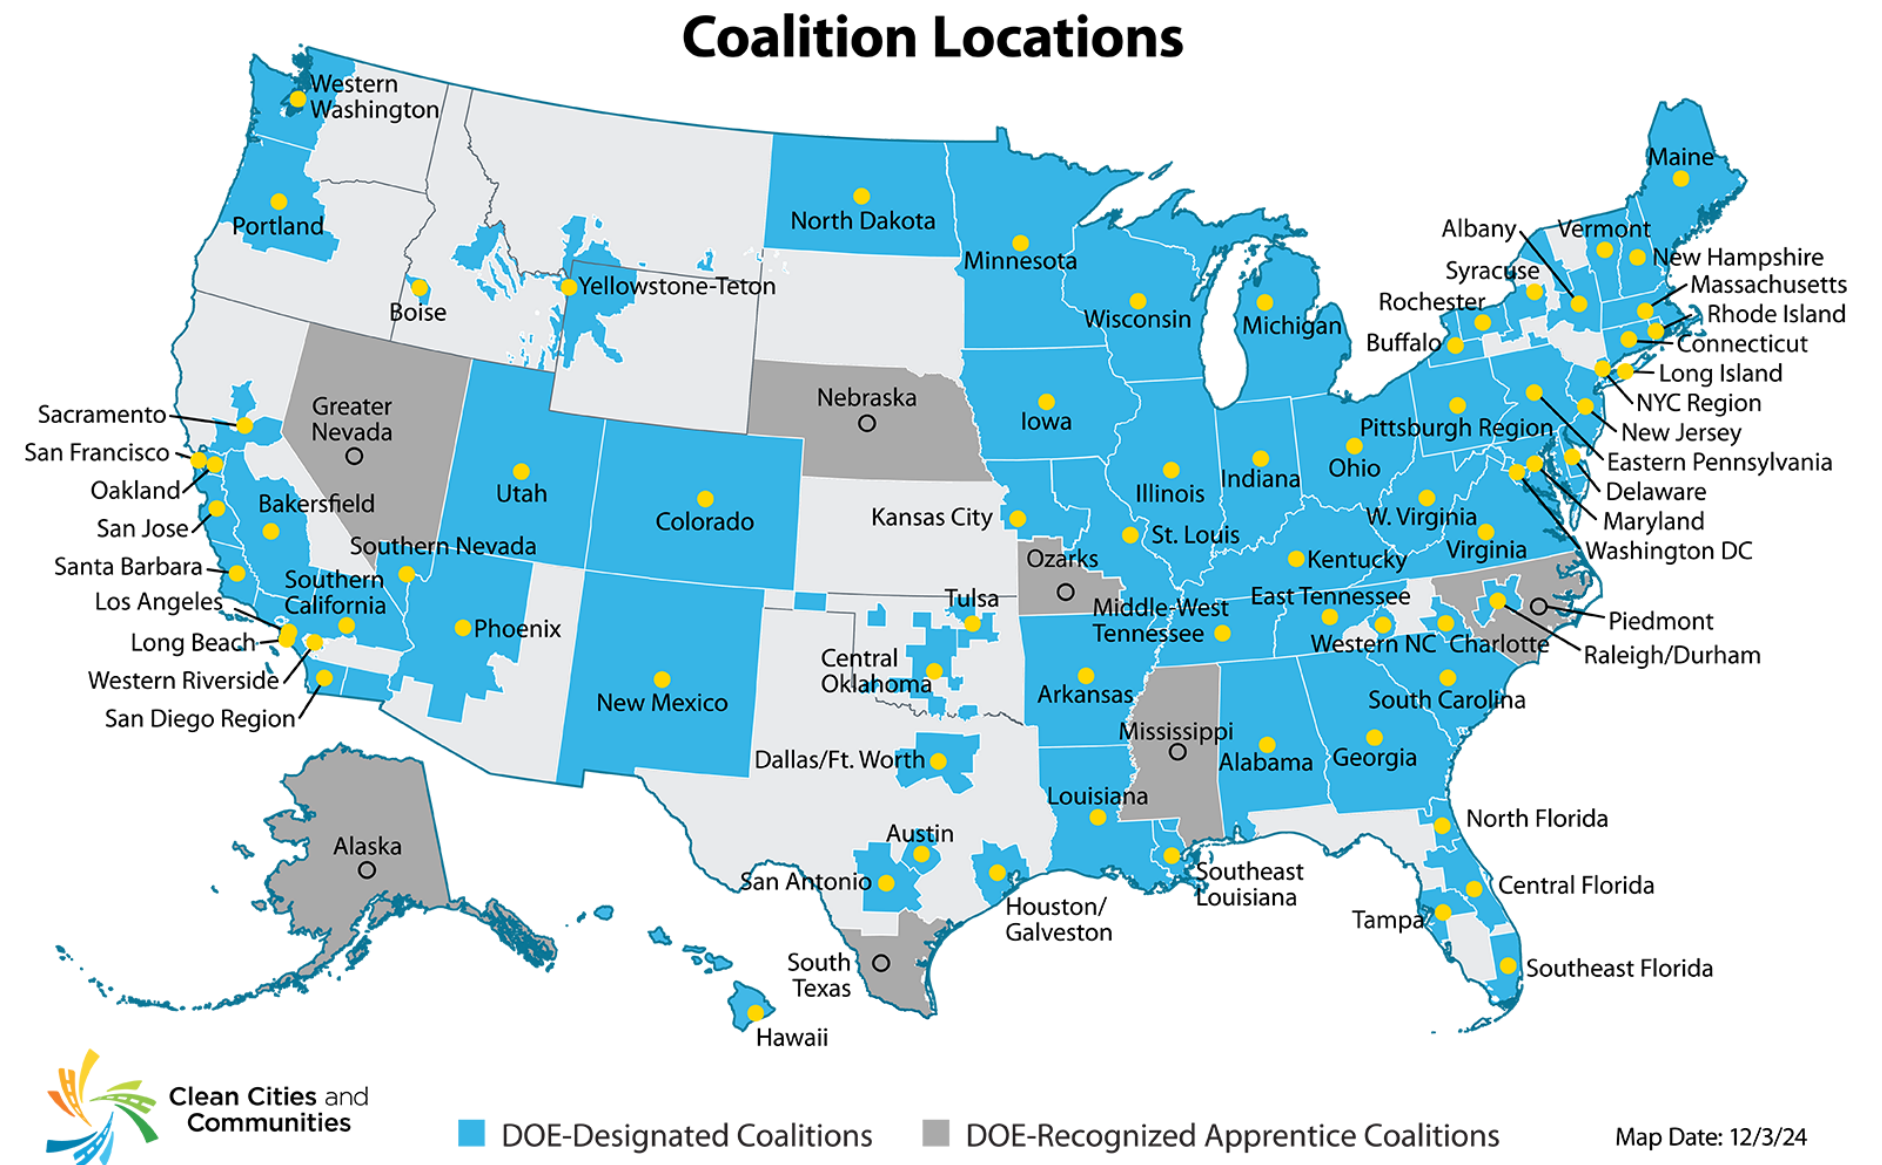 Coalition Locations
Western
Washington
Portland
Boise
Yellowstone-Teton
North Dakota
Minnesota
Wisconsin
Michigan
Maine
Albany
Vermont
New Hampshire
Syracuse
Massachusetts
Rochester
Rhode Island
Buffalo
Connecticut
Long Island
NYC Region
New Jersey
Pittsburgh Region
Eastern Pennsylvania
Delaware
Maryland
Washington DC
Sacramento
San Francisco
Oakland
San Jose
Santa Barbara
Los Angeles
Long Beach
Western Riverside
San Diego Region
Greater
Nevada
Bakersfield
Southern Nevada
Southern
California
Utah
Colorado
Phoenix
New Mexico
Nebraska
Iowa
Illinois
Indiana
Ohio
W. Virginia
Virginia
Kansas City
St. Louis
Kentucky
Ozarks
Tulsa
Middle-West
Tennessee
East Tennessee
Western NC
Charlotte
Piedmont
Raleigh/Durham
Central
Oklahoma
Arkansas
South Carolina
Mississippi
Alabama
Georgia
Dallas/Ft. Worth
Louisiana
Austin
San Antonio
Houston/
Galveston
Southeast
Louisiana
South
Texas
North Florida
Central Florida
Tampa
Southeast Florida
Alaska
Hawaii
Clean Cities and
Communities
DOE-Designated Coalitions
DOE-Recognized Apprentice Coalitions
Map Date: 12/3/24